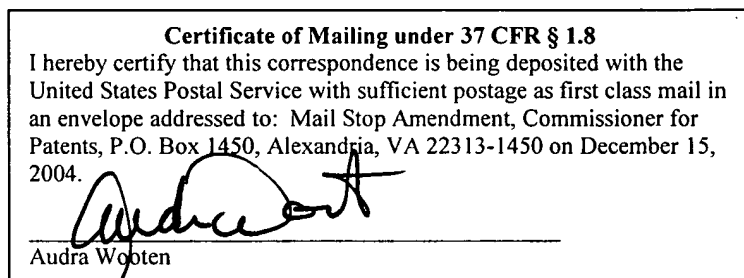 Certificate of Mailing under 37 CFR § 1.8
I hereby certify that this correspondence is being deposited with the
United States Postal Service with sufficient postage as first class mail in
an envelope addressed to: Mail Stop Amendment, Commissioner for
Patents, P.O. Box 1450, Alexandria, VA 22313-1450 on December 15,
2004.
Audra Wooten